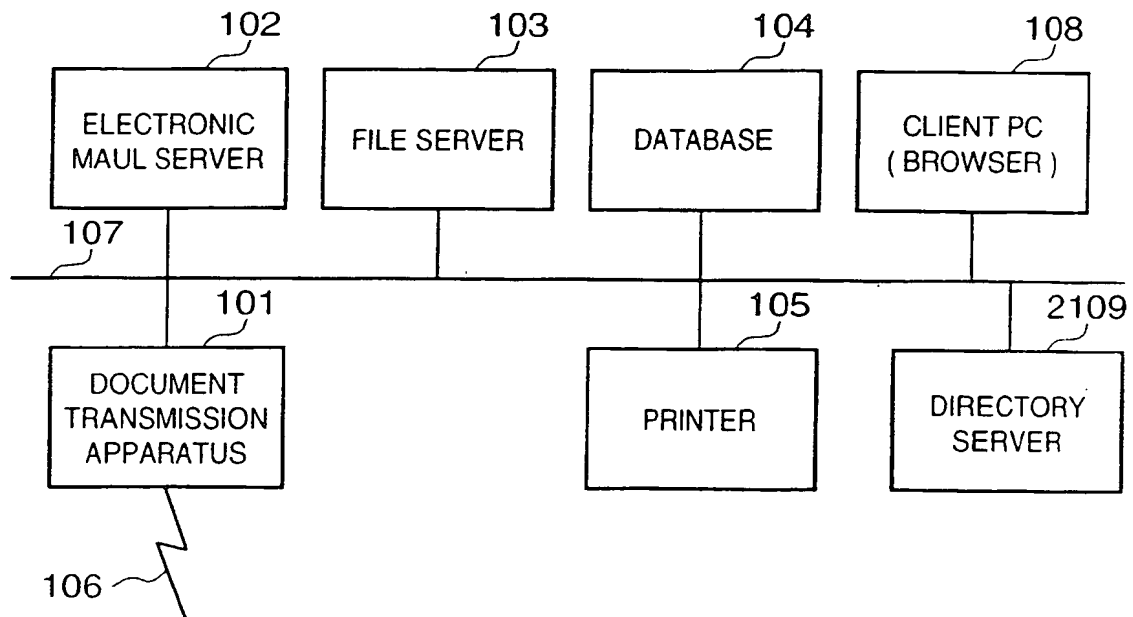 102
103
104
108
ELECTRONIC
MAUL SERVER
FILE SERVER
DATABASE
CLIENT PC
( BROWSER )
107
101
105
2109
DOCUMENT
TRANSMISSION
APPARATUS
PRINTER
DIRECTORY
SERVER
106